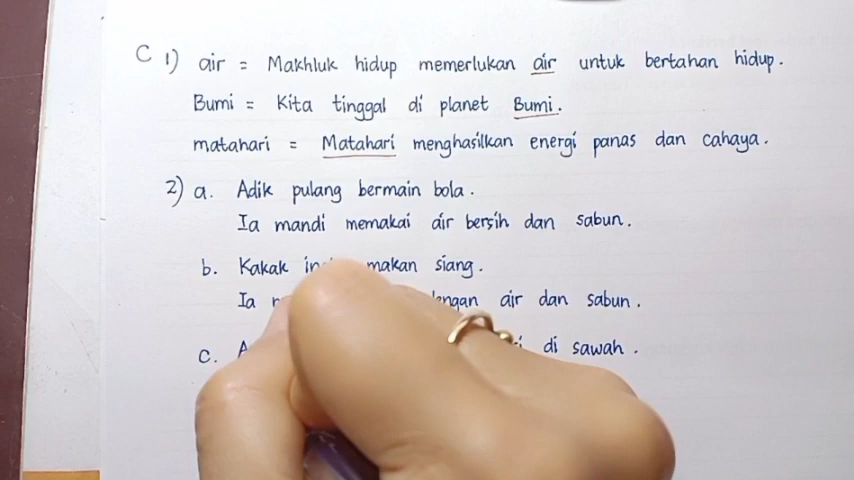 C 1) air = Makhluk hidup memerlukan air untuk bertahan hidup.
Bumi = Kita tinggal di planet Bumi.
matahari = Matahari menghasilkan energi panas dan cahaya.
2) a. Adik pulang bermain bola.
Ia mandi memakai air bersih dan sabun.
b. Kakak makan siang.
Ia air dan sabun.
c. di sawah.